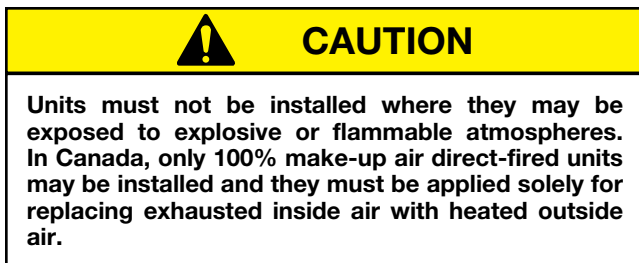 CAUTION
Units must not be installed where they may be
exposed to explosive or flammable atmospheres.
In Canada, only 100% make-up air direct-fired units
may be installed and they must be applied solely for
replacing exhausted inside air with heated outside
air.